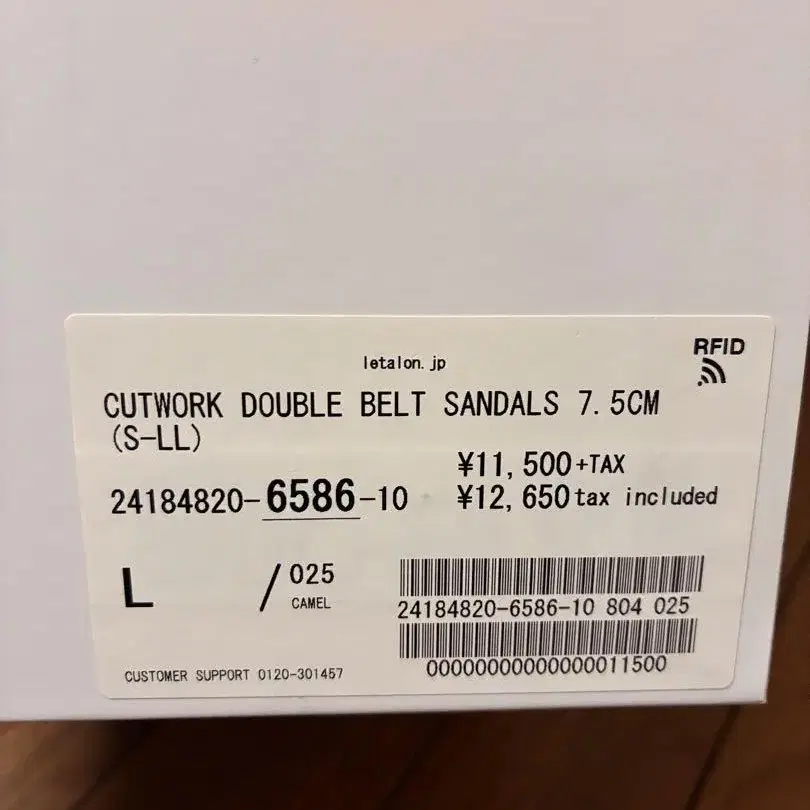 letalon.jp
RFID
CUTWORK DOUBLE BELT SANDALS 7.5CM
(S-LL)
¥11,500+TAX
24184820-6586-10
¥12,650 tax included
L / 025
CAMEL
24184820-6586-10 804 025
00000000000000011500
CUSTOMER SUPPORT 0120-301457